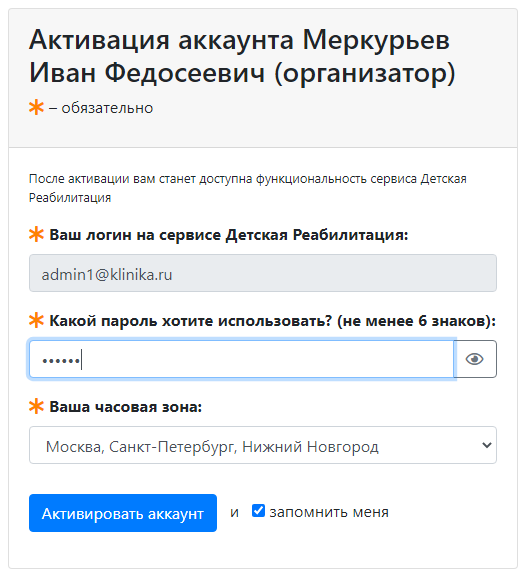 Активация аккаунта Меркурьев
Иван Федосеевич (организатор)
* – обязательно
После активации вам станет доступна функциональность сервиса Детская
Реабилитация
* Ваш логин на сервисе Детская Реабилитация:
admin1@klinika.ru
* Какой пароль хотите использовать? (не менее 6 знаков):
••••••
* Ваша часовая зона:
Москва, Санкт-Петербург, Нижний Новгород
Активировать аккаунт и запомнить меня